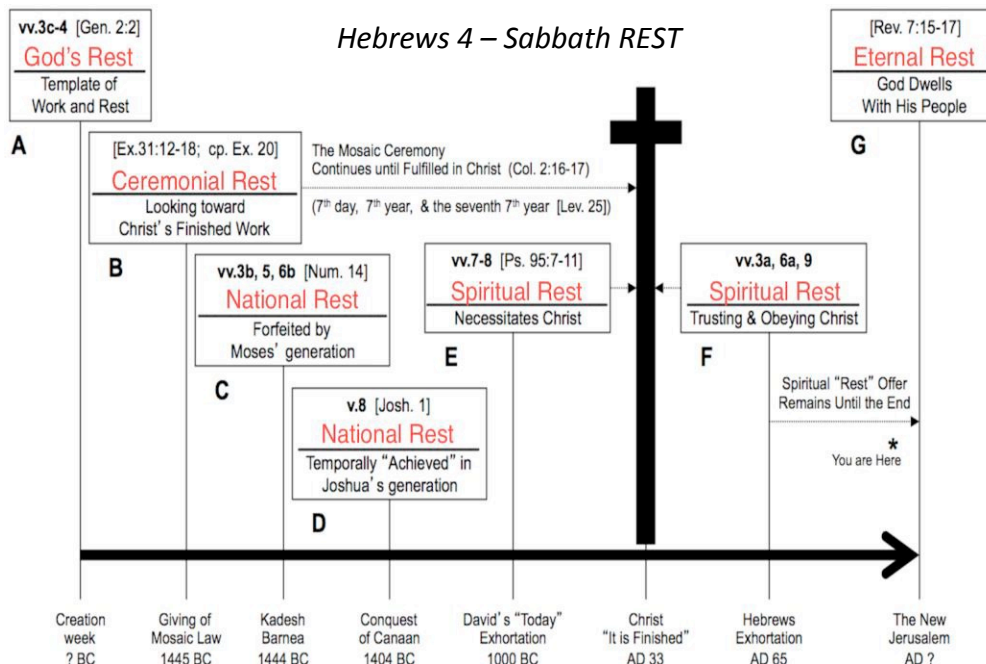 Hebrews 4 – Sabbath REST
vv.3c-4 [Gen. 2:2]
God's Rest
Template of
Work and Rest
A
[Ex.31:12-18; cp. Ex. 20]
Ceremonial Rest
Looking toward
Christ's Finished Work
B
The Mosaic Ceremony
Continues until Fulfilled in Christ (Col. 2:16-17)
(7th day, 7th year, & the seventh 7th year [Lev. 25])
vv.3b, 5, 6b [Num. 14]
National Rest
Forfeited by
Moses' generation
C
v.8 [Josh. 1]
National Rest
Temporally "Achieved" in
Joshua's generation
D
vv.7-8 [Ps. 95:7-11]
Spiritual Rest
Necessitates Christ
E
vv.3a, 6a, 9
Spiritual Rest
Trusting & Obeying Christ
F
Spiritual "Rest" Offer
Remains Until the End
*
You are Here
[Rev. 7:15-17]
Eternal Rest
God Dwells
With His People
G
Creation
week
? BC
Giving of
Mosaic Law
1445 BC
Kadesh
Barnea
1444 BC
Conquest
of Canaan
1404 BC
David's "Today"
Exhortation
1000 BC
Christ
"It is Finished"
AD 33
Hebrews
Exhortation
AD 65
The New
Jerusalem
AD ?